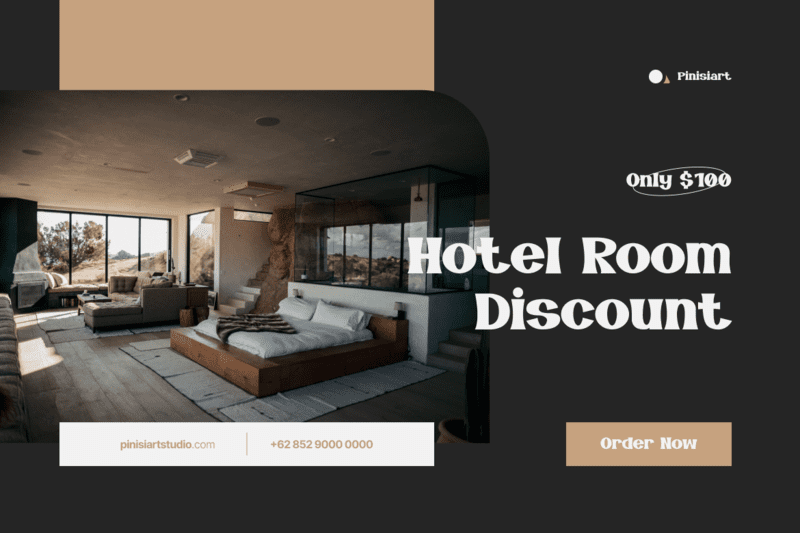 Pinisiart
Only $100
Hotel Room
Discount
pinisiartstudio.com
+62 852 9000 0000
Order Now